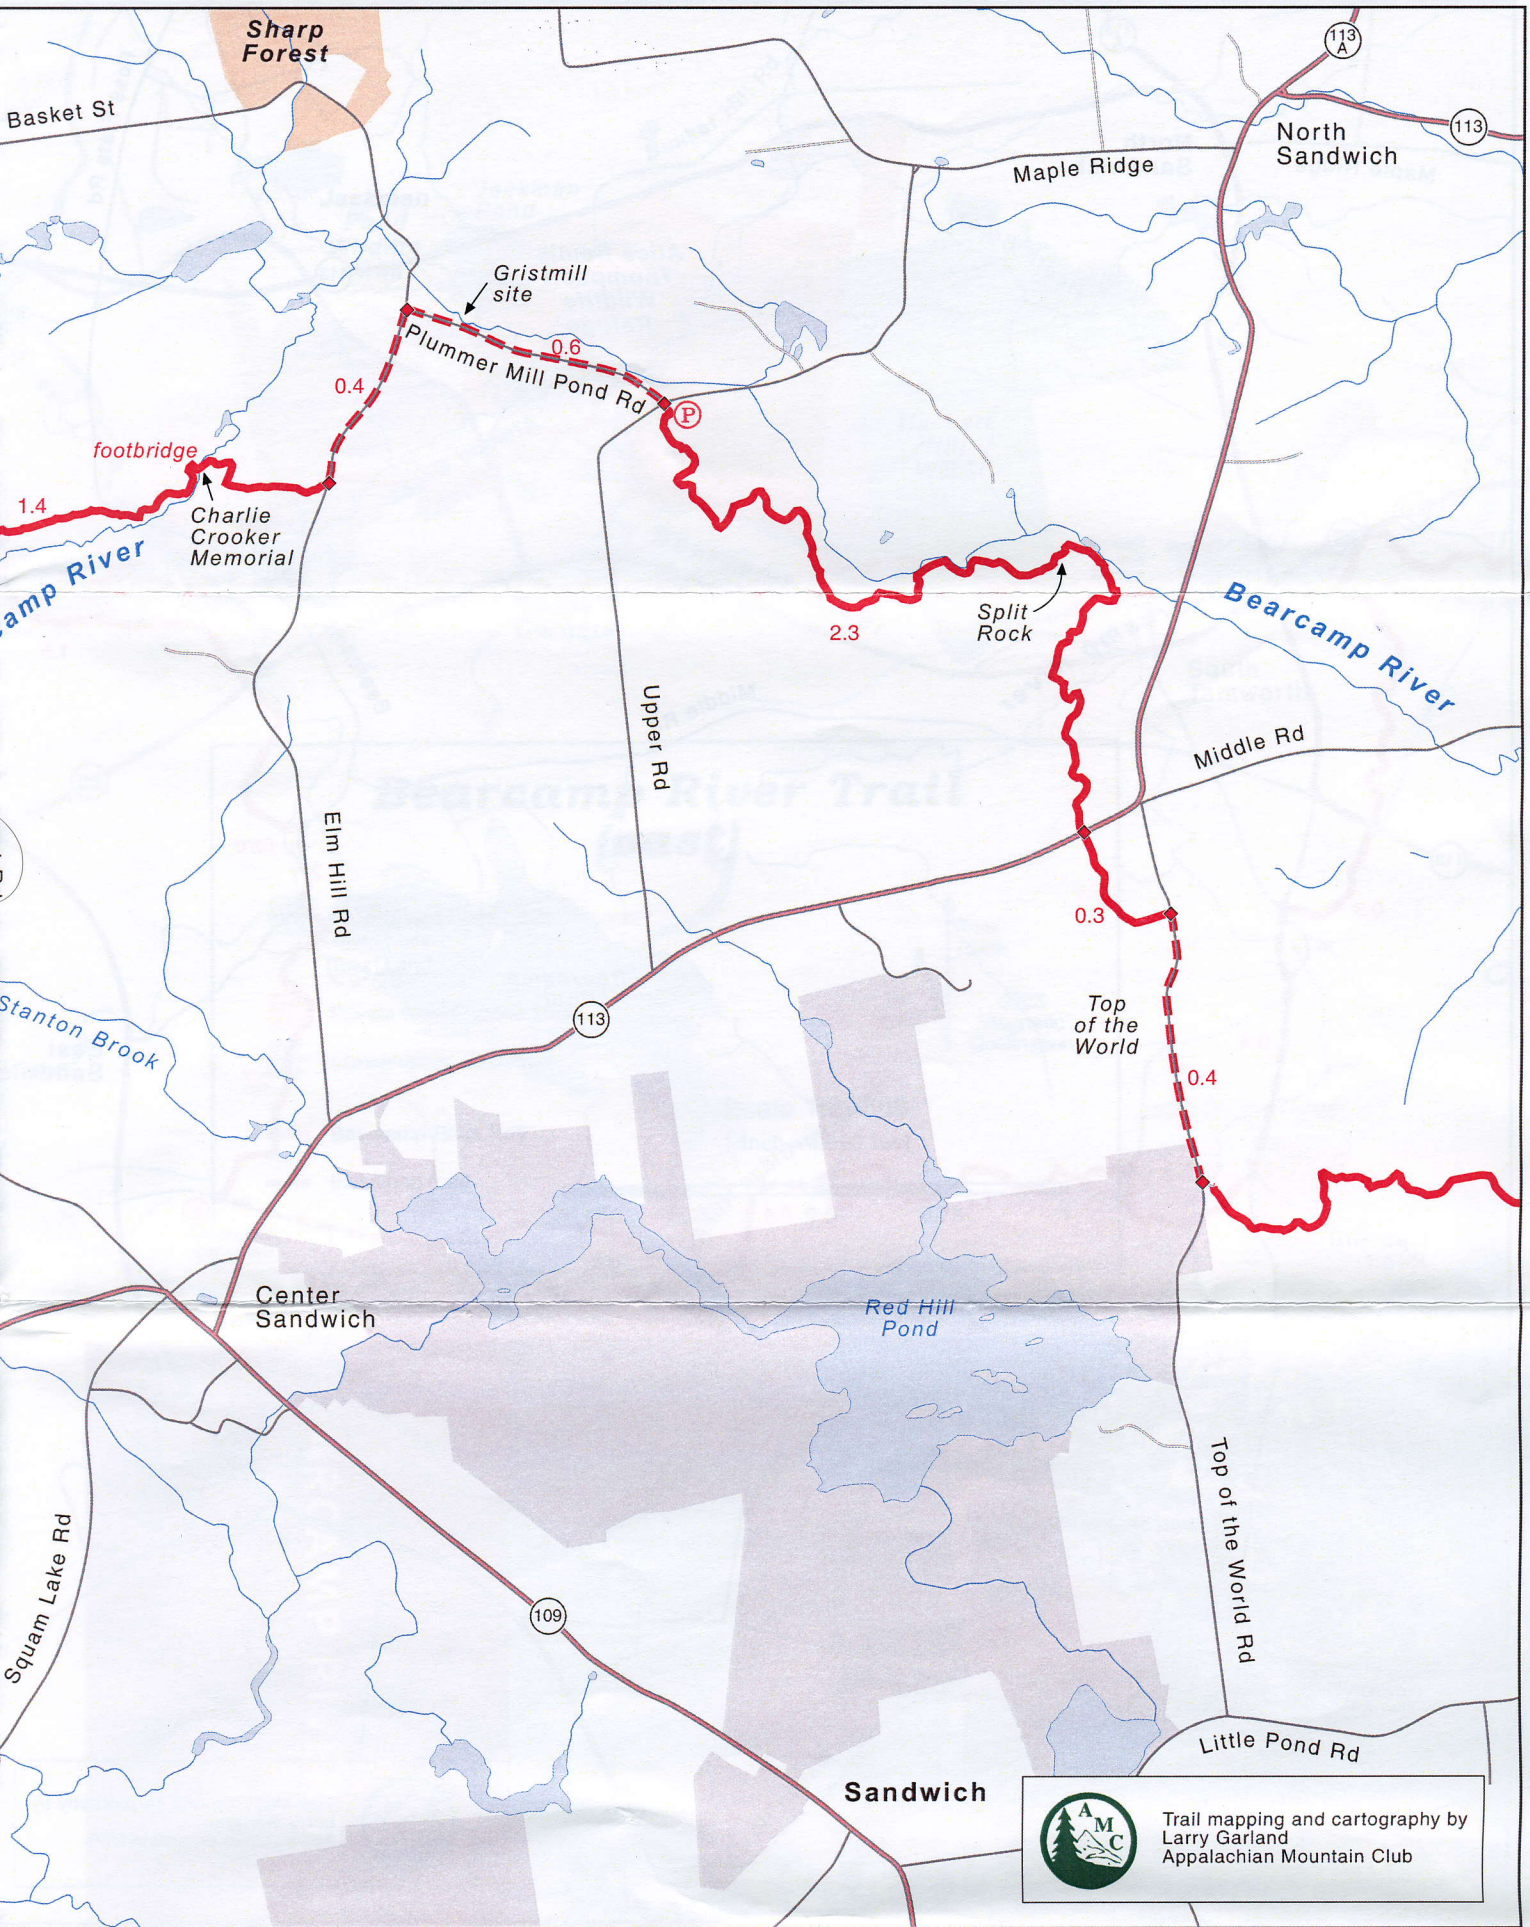 Sharp
Forest
113
A
Basket St
113
North
Sandwich
Maple Ridge
Gristmill
site
0.6
Plummer Mill Pond Rd
0.4
P
footbridge
1.4
Charlie
Crooker
Memorial
camp River
Split
Rock
2.3
Bearcamp River
Upper Rd
Middle Rd
Elm Hill Rd
0.3
Stanton Brook
113
Top
of the
World
0.4
Center
Sandwich
Red Hill
Pond
Top of the World Rd
Squam Lake Rd
109
Little Pond Rd
Sandwich
AMC
Trail mapping and cartography by
Larry Garland
Appalachian Mountain Club